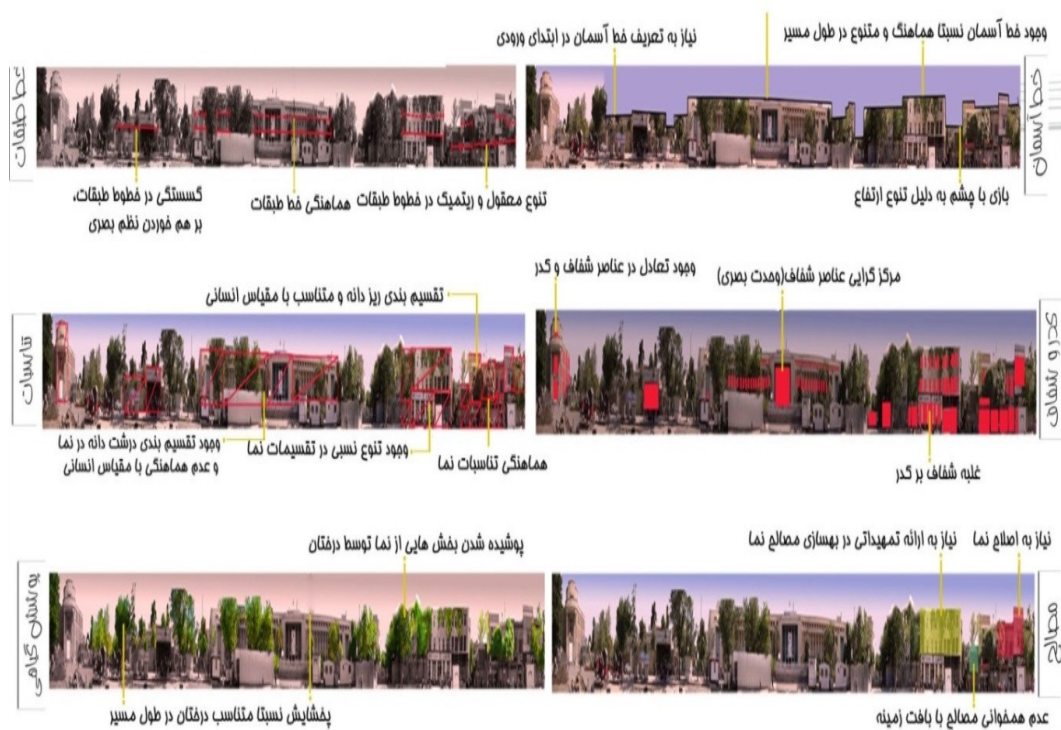 وجود خط آسمان نسبتا هماهنگ و متنوع در طول مسیر
نیاز به تعریف خط آسمان در ابتدای ورودی
خط آسمان
بازی با چشم به دلیل تنوع ارتفاع
خط طبقات
تنوع معقول و ریتمیک در خطوط طبقات
هماهنگی خط طبقات
گسستگی در خطوط طبقات،
بر هم خوردن نظم بصری
وجود تعادل در عناصر شفاف و کدر
مرکز گرایی عناصر شفاف(وحدت بصری)
کدر و شفاف
غلبه شفاف بر کدر
تقسیم بندی ریز دانه و متناسب با مقیاس انسانی
تناسبات
هماهنگی تناسبات نما
وجود تنوع نسبی در تقسیمات نما
وجود تقسیم بندی درشت دانه در نما
و عدم هماهنگی با مقیاس انسانی
نیاز به اصلاح نما
نیاز به ارائه تمهیداتی در بهسازی مصالح نما
مصالح
عدم همخوانی مصالح با بافت زمینه
پوشیده شدن بخش هایی از نما توسط درختان
پوشش گیاهی
پخشایش نسبتا متناسب درختان در طول مسیر